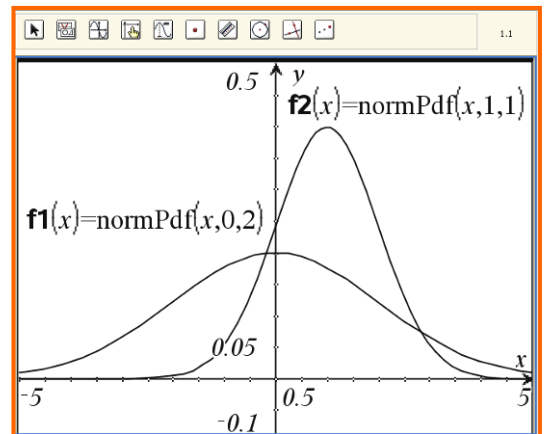 1.1
0.5
y
f2(x)=normPdf(x,1,1)
f1(x)=normPdf(x,0,2)
0.05
x
-5
0.5
5
-0.1